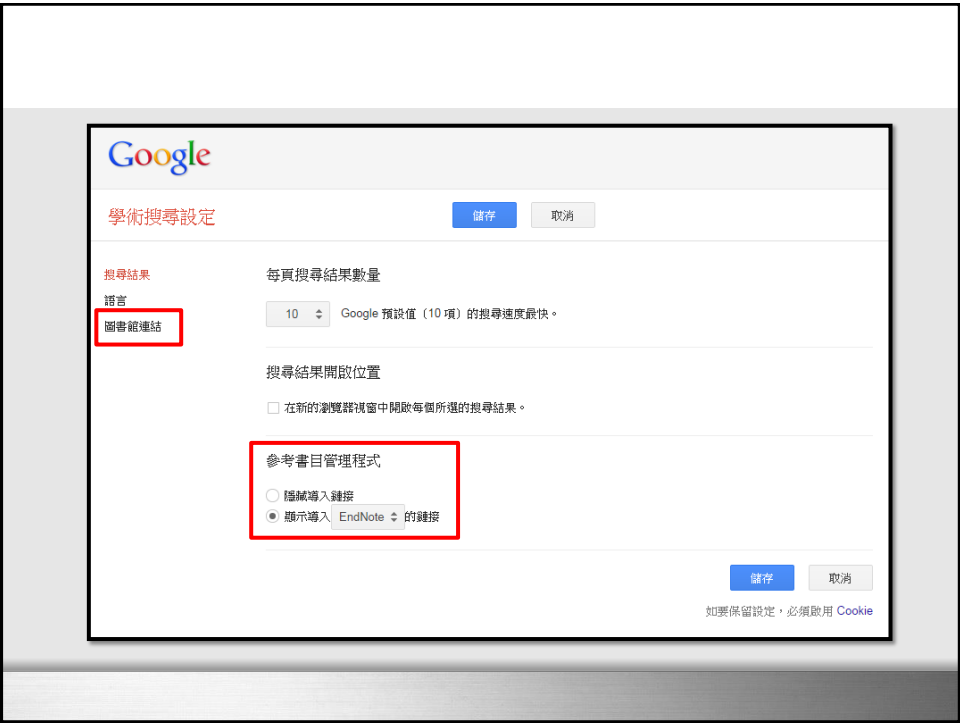 Google
學術搜尋設定
儲存 取消
搜尋結果
語言
圖書館連結
每頁搜尋結果數量
10 Google 預設值（10 項）的搜尋速度最快。
搜尋結果開啟位置
在新的瀏覽器視窗中開啟每個所選的搜尋結果。
參考書目管理程式
隱藏導入鏈接
顯示導入 EndNote 的鏈接
儲存 取消
如要保留設定，必須啟用 Cookie